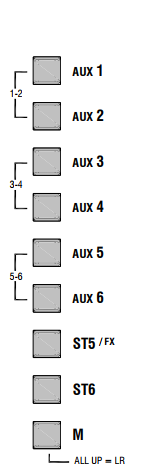 AUX 1
1-2
AUX 2
AUX 3
3-4
AUX 4
AUX 5
5-6
AUX 6
ST5 / FX
ST6
M
ALL UP = LR